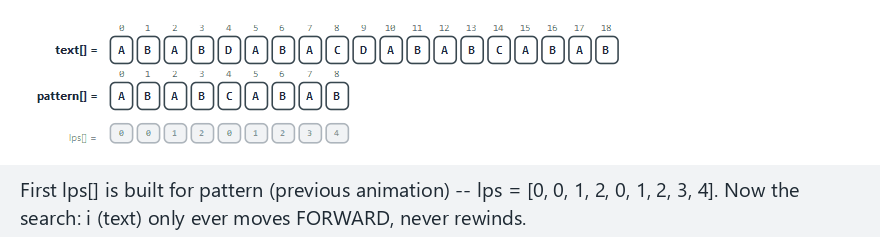 0 1 2 3 4 5 6 7 8 9 10 11 12 13 14 15 16 17 18
text[] = A B A B D A B A C D A B A B C A B A B
0 1 2 3 4 5 6 7 8
pattern[] = A B A B C A B A B
lps[] = 0 0 1 2 0 1 2 3 4
First lps[] is built for pattern (previous animation) -- lps = [0, 0, 1, 2, 0, 1, 2, 3, 4]. Now the
search: i (text) only ever moves FORWARD, never rewinds.